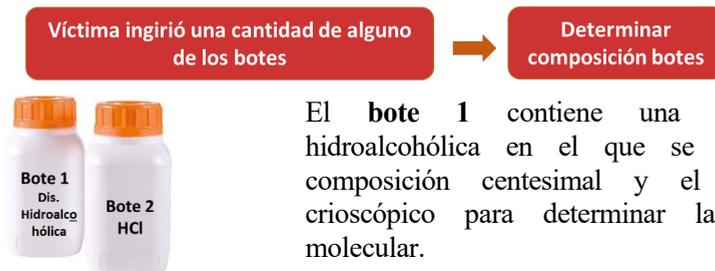 Víctima ingirió una cantidad de alguno
de los botes
Determinar
composición botes
Bote 1
Dis.
Hidroalco
hólica
Bote 2
HCl
El bote 1 contiene una
hidroalcohólica en el que se
composición centesimal y el
crioscópico para determinar la
molecular.